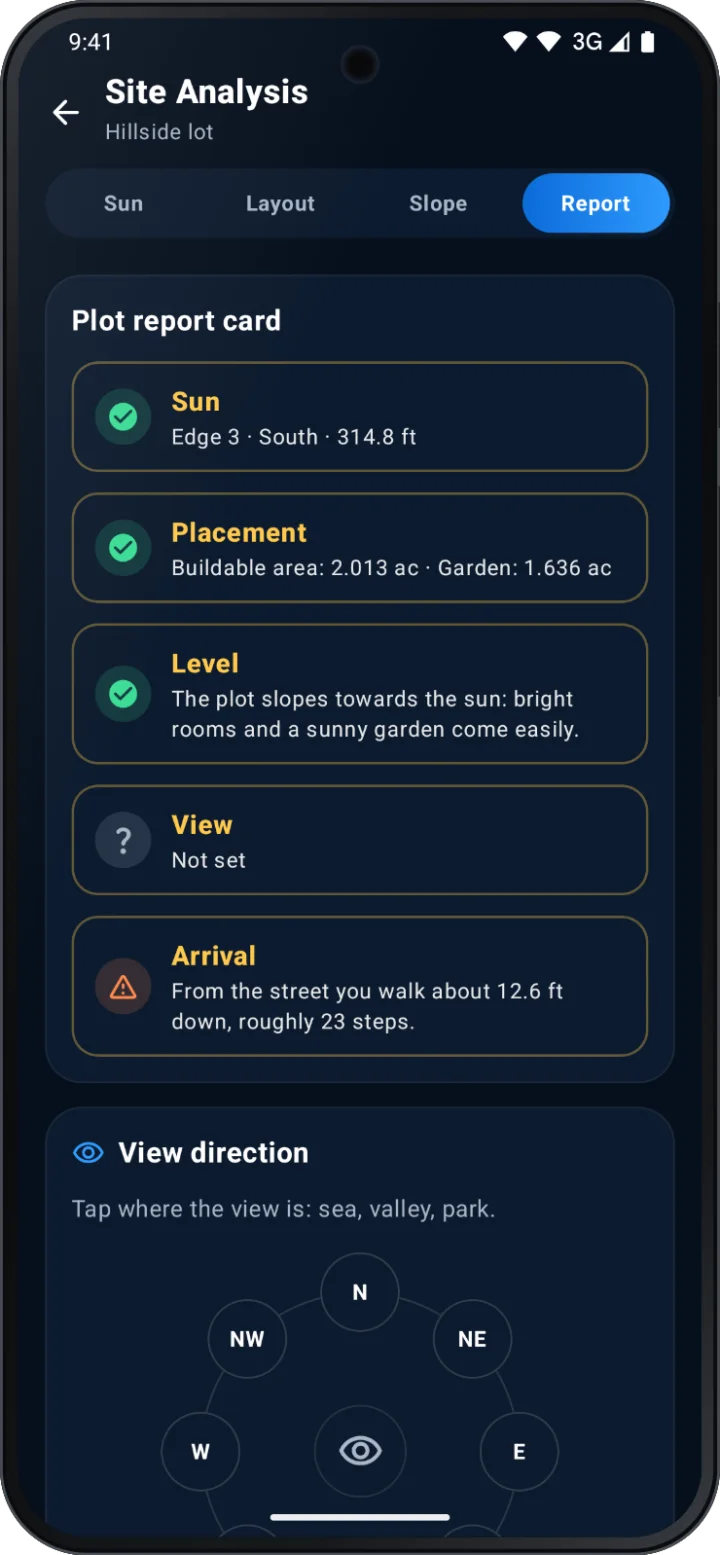 9:41
3G
Site Analysis
Hillside lot
Sun
Layout
Slope
Report
Plot report card
Sun
Edge 3 · South · 314.8 ft
Placement
Buildable area: 2.013 ac · Garden: 1.636 ac
Level
The plot slopes towards the sun: bright
rooms and a sunny garden come easily.
?
View
Not set
Arrival
From the street you walk about 12.6 ft
down, roughly 23 steps.
View direction
Tap where the view is: sea, valley, park.
N
NW
NE
W
E